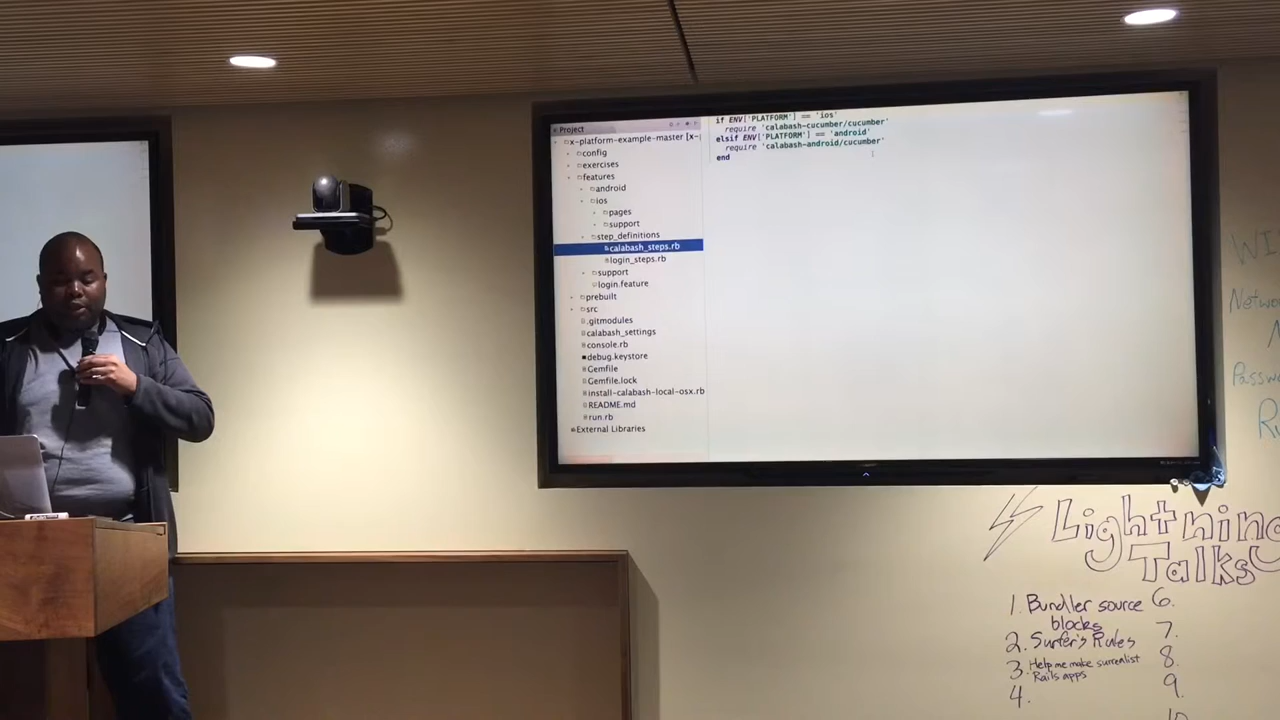 Project
x-platform-example-master [x-
config
exercises
features
android
ios
pages
support
step_definitions
calabash_steps.rb
login_steps.rb
support
login.feature
prebuilt
src
.gitmodules
calabash_settings
console.rb
debug.keystore
Gemfile
Gemfile.lock
install-calabash-local-osx.rb
README.md
run.rb
External Libraries
if ENV['PLATFORM'] == 'ios'
require 'calabash-cucumber/cucumber'
elsif ENV['PLATFORM'] == 'android'
require 'calabash-android/cucumber'
end
Lightning
Talks
1. Bundler source
blocks
2. Surfer's Rules
3. Help me make surrealist
Rails apps
4.
6.
7.
8.
9.
10.